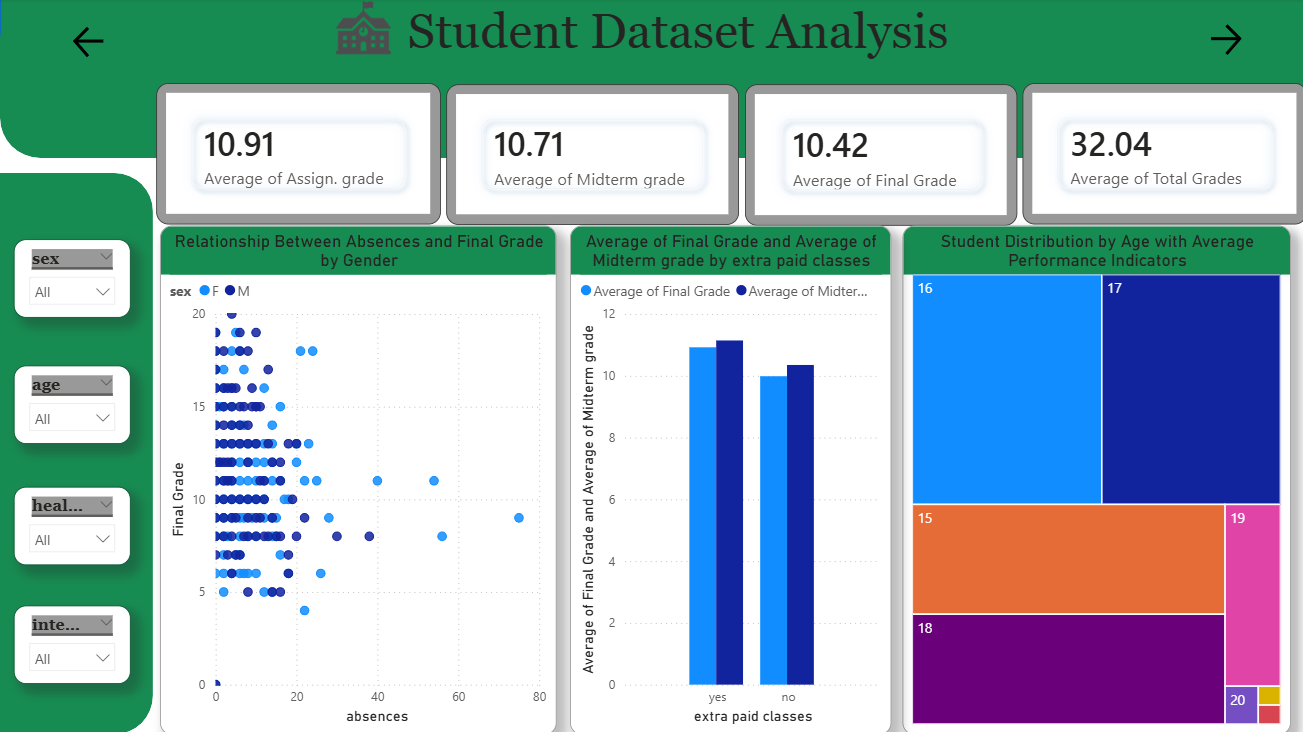 Student Dataset Analysis
10.91
Average of Assign. grade
10.71
Average of Midterm grade
10.42
Average of Final Grade
32.04
Average of Total Grades
sex
All
age
All
heal...
All
inte...
All
Relationship Between Absences and Final Grade
by Gender
sex F M
Final Grade
20
15
10
5
0
0 20 40 60 80
absences
Average of Final Grade and Average of
Midterm grade by extra paid classes
Average of Final Grade Average of Midter...
Average of Final Grade and Average of Midterm grade
12
10
8
6
4
2
0
yes no
extra paid classes
Student Distribution by Age with Average
Performance Indicators
16 17
15 19
18
20